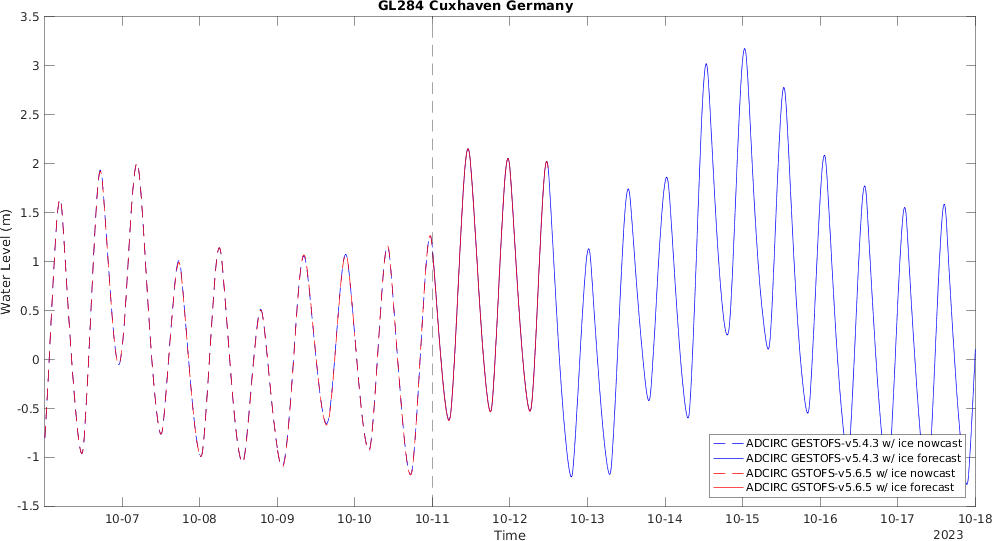 GL284 Cuxhaven Germany
3.5
3
2.5
2
1.5
1
0.5
0
-0.5
-1
-1.5
Water Level (m)
ADCIRC GESTOFS-v5.4.3 w/ ice nowcast
ADCIRC GESTOFS-v5.4.3 w/ ice forecast
ADCIRC GSTOFS-v5.6.5 w/ ice nowcast
ADCIRC GSTOFS-v5.6.5 w/ ice forecast
10-07 10-08 10-09 10-10 10-11 10-12 10-13 10-14 10-15 10-16 10-17 10-18
Time
2023